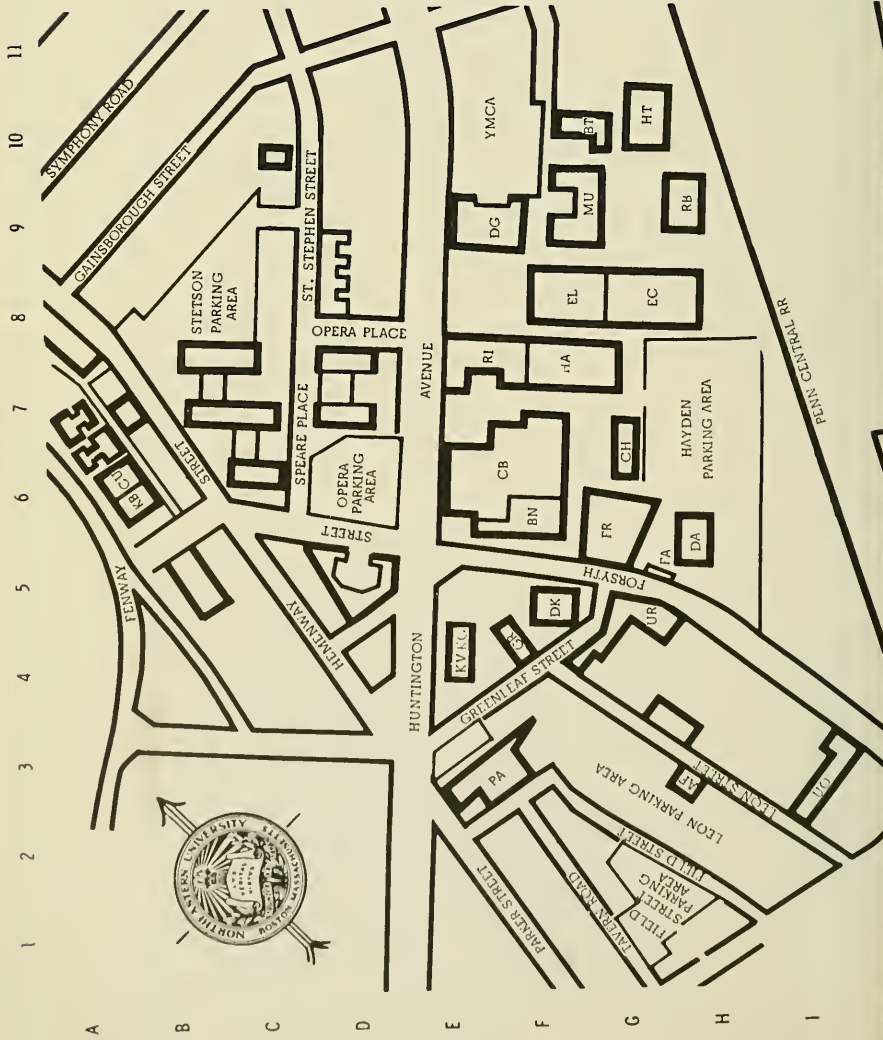 11
10
9
8
7
6
5
4
3
2
1
A
B
C
D
E
F
G
H
I
SYMPHONY ROAD
GAINSBOROUGH STREET
ST. STEPHEN STREET
STETSON
PARKING
AREA
OPERA PLACE
SPEARE PLACE
OPERA
PARKING
AREA
STREET
STREET
HEMENWAY
FENWAY
KB
CU
HUNTINGTON
AVENUE
YMCA
DG
BT
MU
HT
RB
EL
EC
RI
HA
CB
BN
CH
FR
HAYDEN
PARKING AREA
PENN CENTRAL RR
FORSYTH
DA
DK
GR
UR
GREENLEAF STREET
PA
AF
LEON STREET
LEON PARKING AREA
UO
FIELD STREET
FIELD
STREET
PARKING
AREA
TAVERN ROAD
PARKER STREET
NORTHEASTERN UNIVERSITY
BOSTON MASSACHUSETTS
N